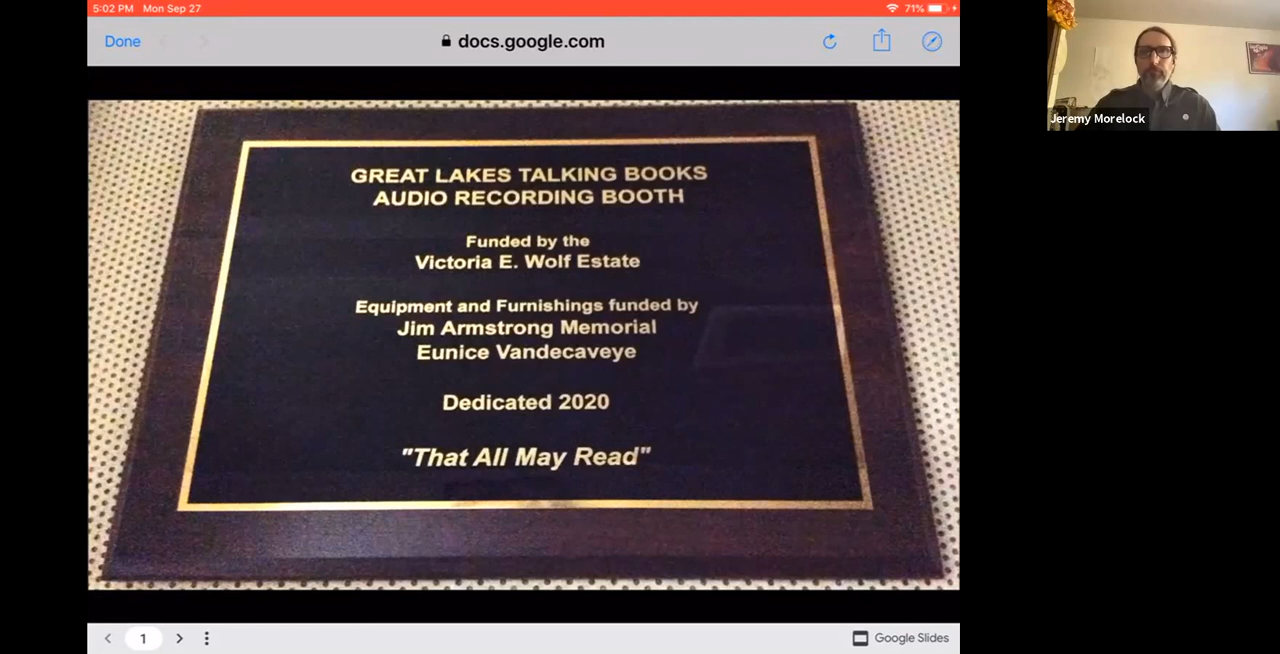 5:02 PM Mon Sep 27
71%
Done
docs.google.com
GREAT LAKES TALKING BOOKS
AUDIO RECORDING BOOTH
Funded by the
Victoria E. Wolf Estate
Equipment and Furnishings funded by
Jim Armstrong Memorial
Eunice Vandecaveye
Dedicated 2020
"That All May Read"
1
Google Slides
Jeremy Morelock